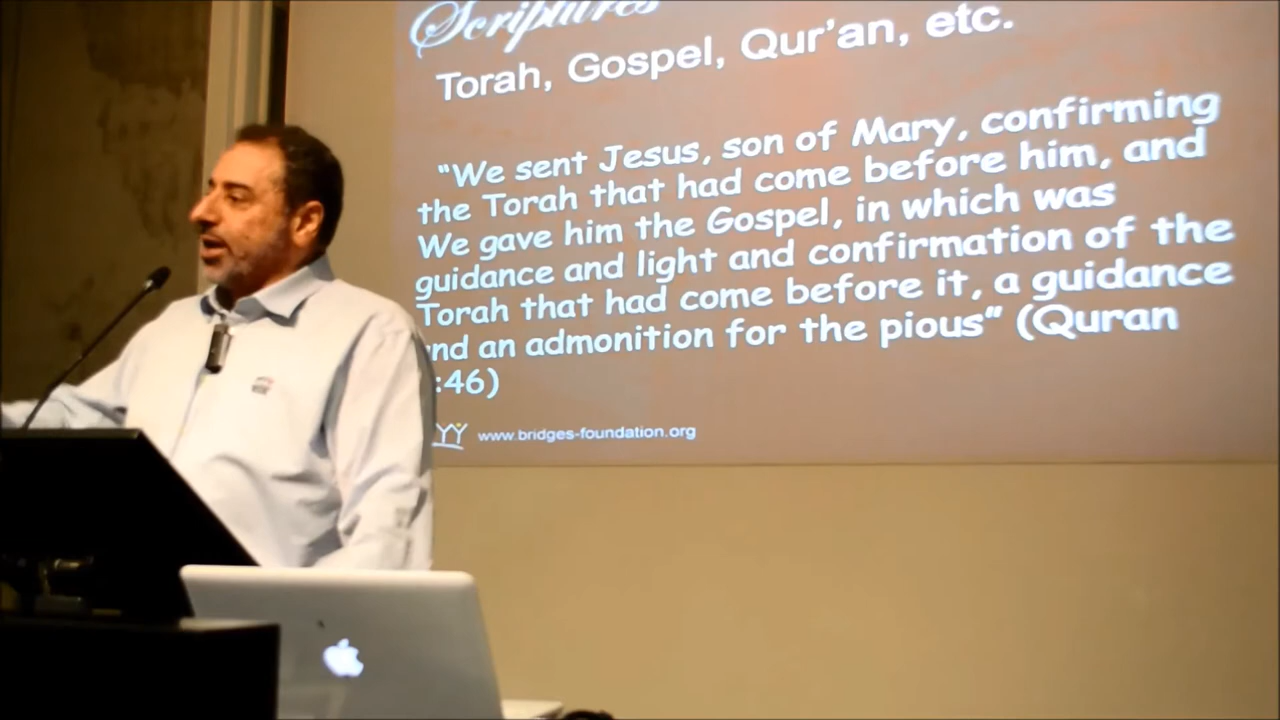 Scriptures
Torah, Gospel, Qur'an, etc.
"We sent Jesus, son of Mary, confirming
the Torah that had come before him, and
We gave him the Gospel, in which was
guidance and light and confirmation of the
Torah that had come before it, a guidance
and an admonition for the pious" (Quran
:46)
www.bridges-foundation.org